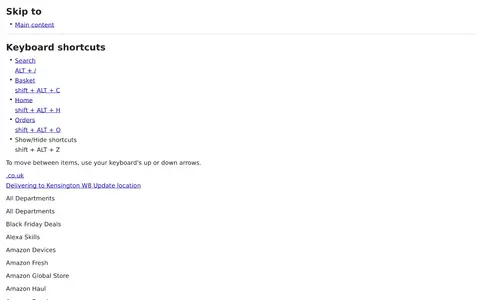 Skip to
Main content
Keyboard shortcuts
Search
ALT + /
Basket
shift + ALT + C
Home
shift + ALT + H
Orders
shift + ALT + O
Show/Hide shortcuts
shift + ALT + Z
To move between items, use your keyboard's up or down arrows.
.co.uk
Delivering to Kensington W8 Update location
All Departments
All Departments
Black Friday Deals
Alexa Skills
Amazon Devices
Amazon Fresh
Amazon Global Store
Amazon Haul